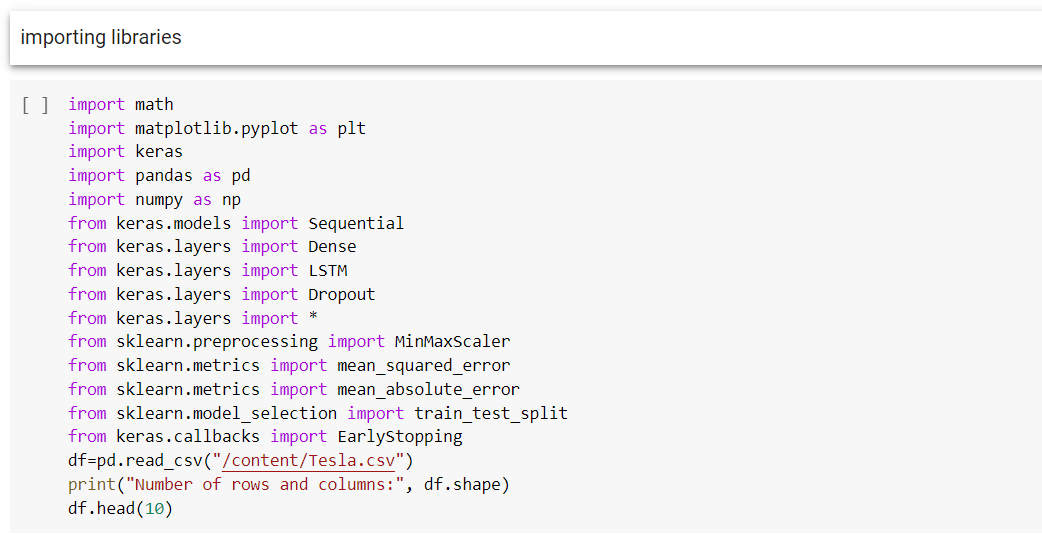 importing libraries
[ ] import math
import matplotlib.pyplot as plt
import keras
import pandas as pd
import numpy as np
from keras.models import Sequential
from keras.layers import Dense
from keras.layers import LSTM
from keras.layers import Dropout
from keras.layers import *
from sklearn.preprocessing import MinMaxScaler
from sklearn.metrics import mean_squared_error
from sklearn.metrics import mean_absolute_error
from sklearn.model_selection import train_test_split
from keras.callbacks import EarlyStopping
df=pd.read_csv("/content/Tesla.csv")
print("Number of rows and columns:", df.shape)
df.head(10)